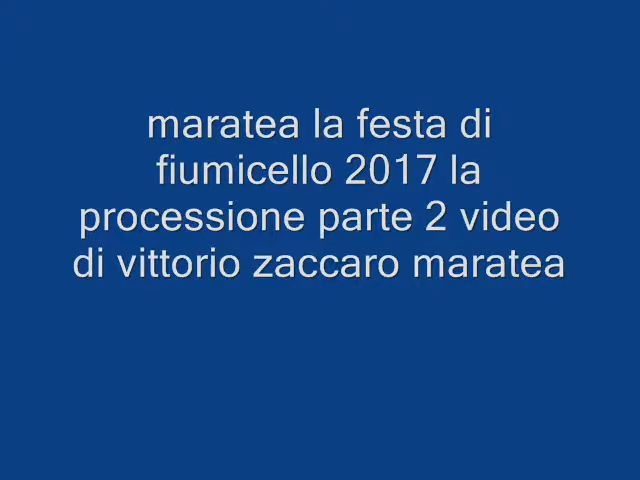 maratea la festa di
fiumicello 2017 la
processione parte 2 video
di vittorio zaccaro maratea